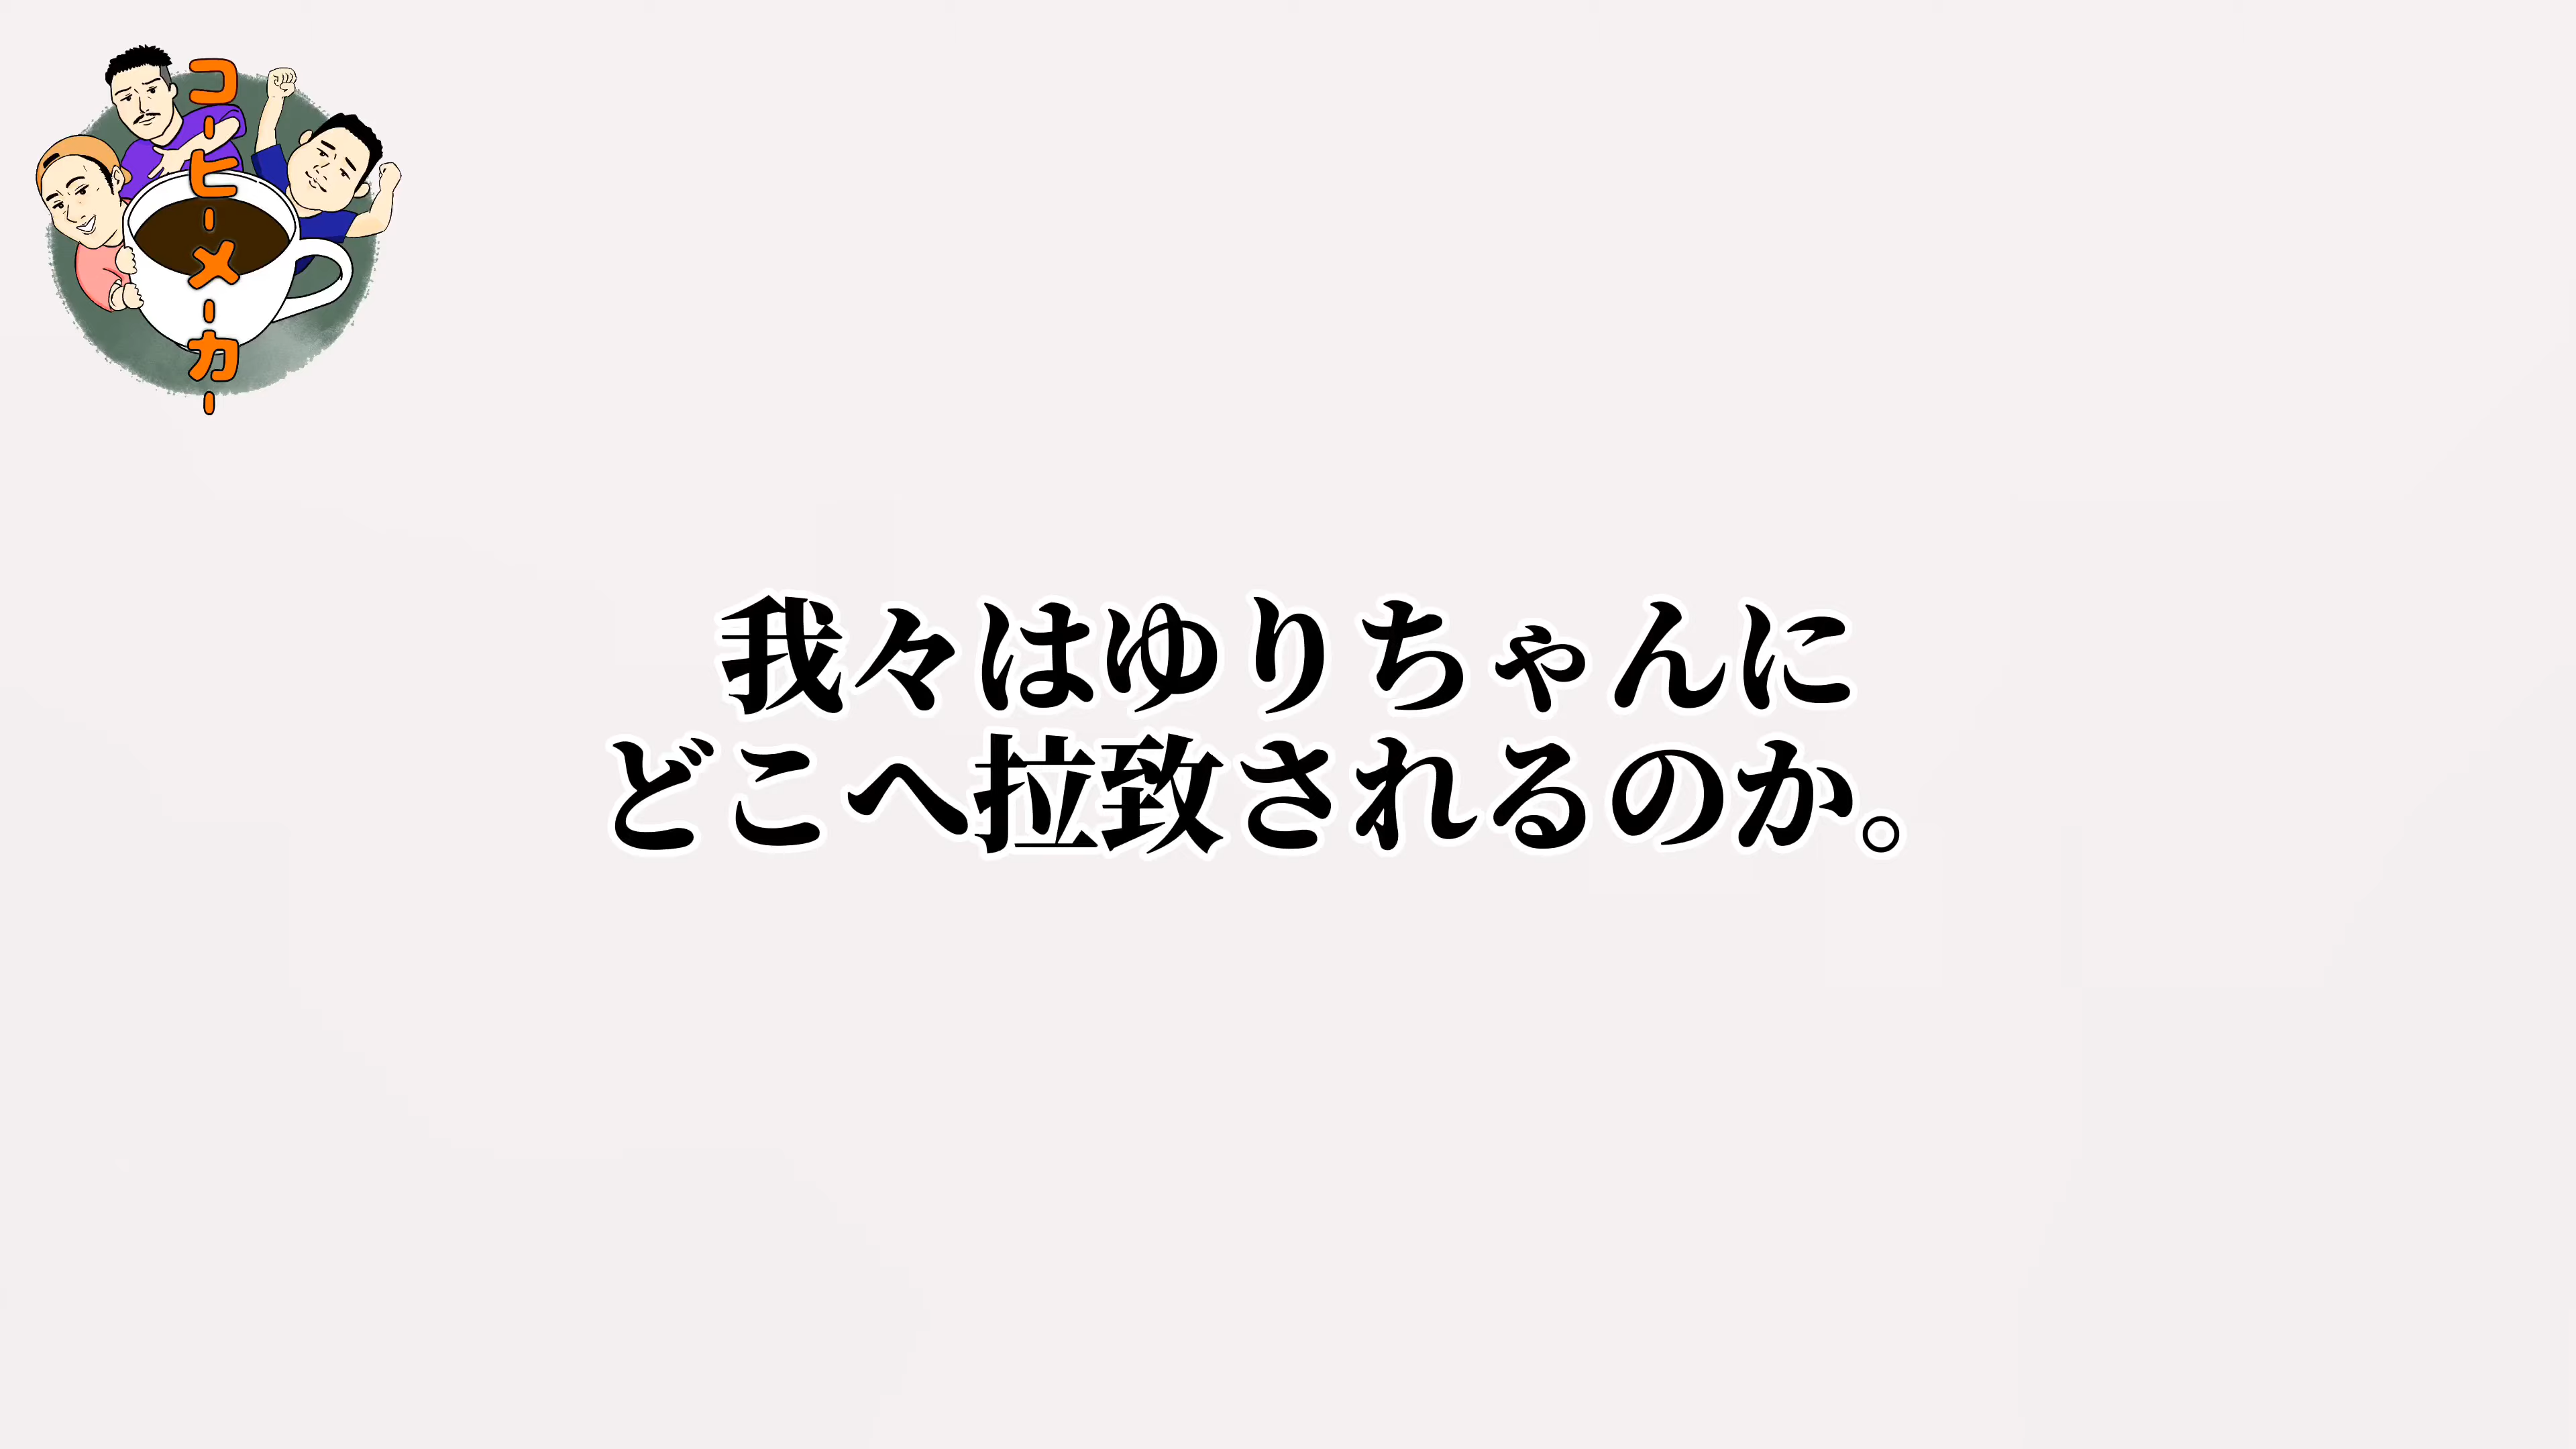 コーヒーメーカー
我々はゆりちゃんに
どこへ拉致されるのか。